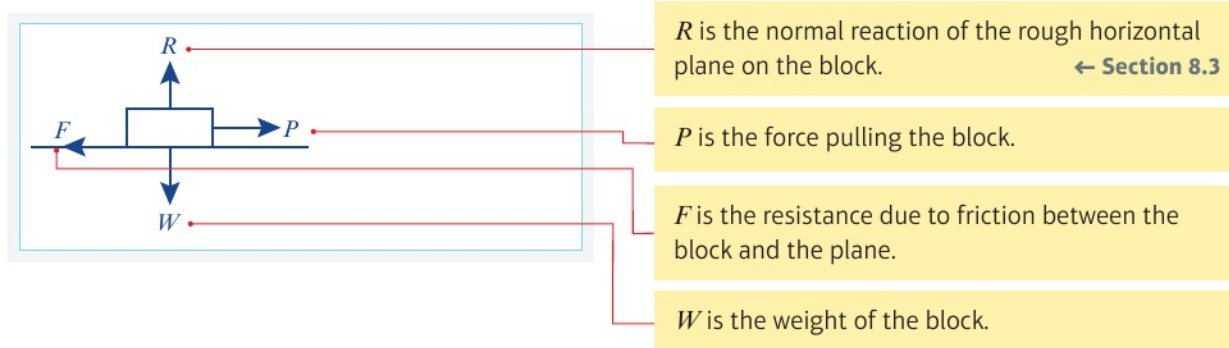 R
R is the normal reaction of the rough horizontal
plane on the block. ← Section 8.3
F
P
P is the force pulling the block.
F is the resistance due to friction between the
block and the plane.
W
W is the weight of the block.